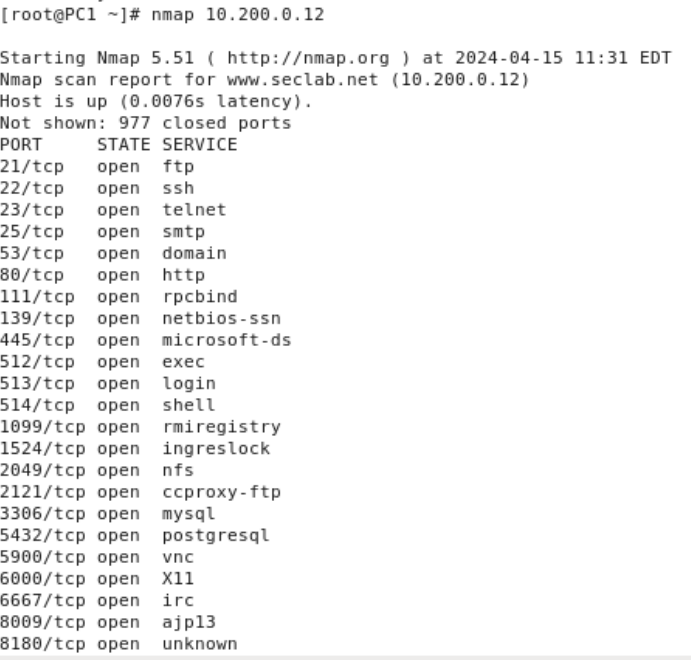 [root@PC1 ~]# nmap 10.200.0.12
Starting Nmap 5.51 ( http://nmap.org ) at 2024-04-15 11:31 EDT
Nmap scan report for www.seclab.net (10.200.0.12)
Host is up (0.0076s latency).
Not shown: 977 closed ports
PORT     STATE SERVICE
21/tcp   open  ftp
22/tcp   open  ssh
23/tcp   open  telnet
25/tcp   open  smtp
53/tcp   open  domain
80/tcp   open  http
111/tcp  open  rpcbind
139/tcp  open  netbios-ssn
445/tcp  open  microsoft-ds
512/tcp  open  exec
513/tcp  open  login
514/tcp  open  shell
1099/tcp open  rmiregistry
1524/tcp open  ingreslock
2049/tcp open  nfs
2121/tcp open  ccproxy-ftp
3306/tcp open  mysql
5432/tcp open  postgresql
5900/tcp open  vnc
6000/tcp open  X11
6667/tcp open  irc
8009/tcp open  ajp13
8180/tcp open  unknown